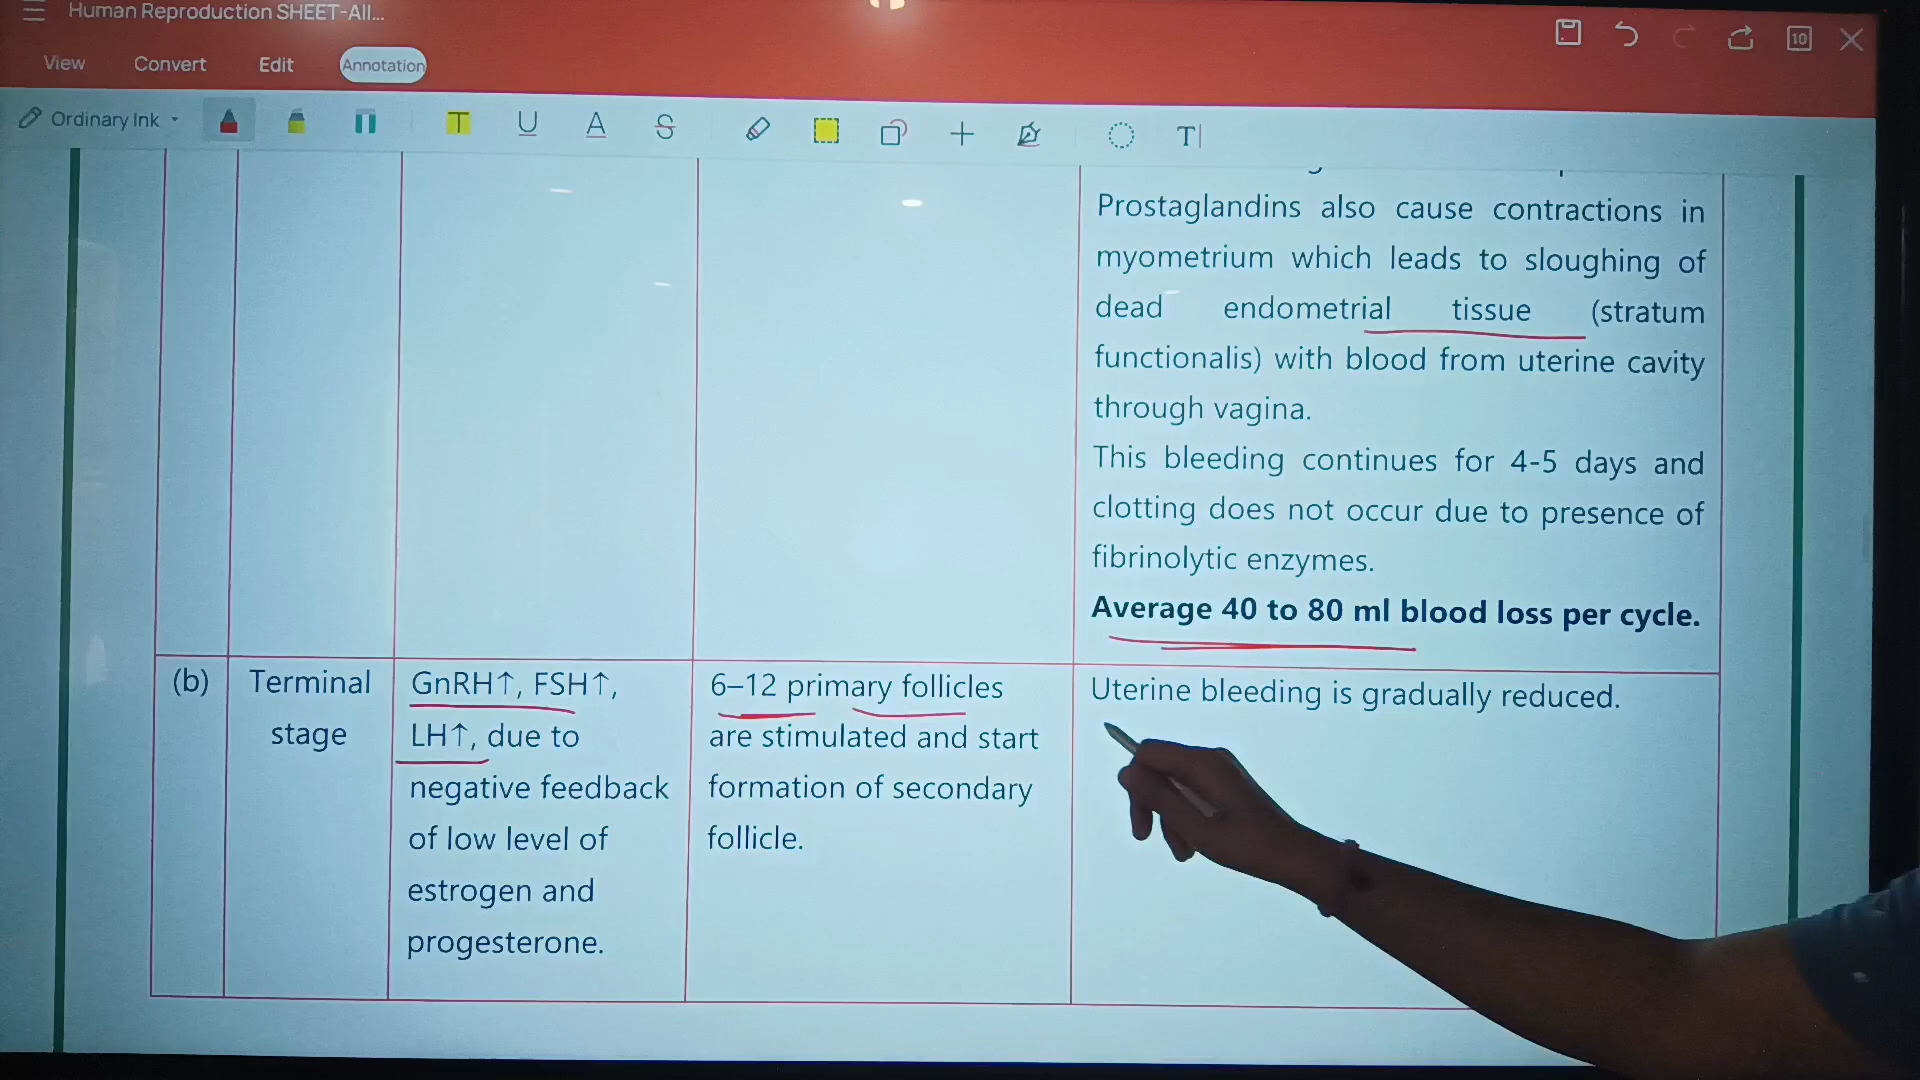 Human Reproduction SHEET-All...
View Convert Edit Annotation
10
Ordinary Ink
T U A S T
Prostaglandins also cause contractions in
myometrium which leads to sloughing of
dead endometrial tissue (stratum
functionalis) with blood from uterine cavity
through vagina.
This bleeding continues for 4-5 days and
clotting does not occur due to presence of
fibrinolytic enzymes.
Average 40 to 80 ml blood loss per cycle.
(b)
Terminal
stage
GnRH↑, FSH↑,
LH↑, due to
negative feedback
of low level of
estrogen and
progesterone.
6–12 primary follicles
are stimulated and start
formation of secondary
follicle.
Uterine bleeding is gradually reduced.